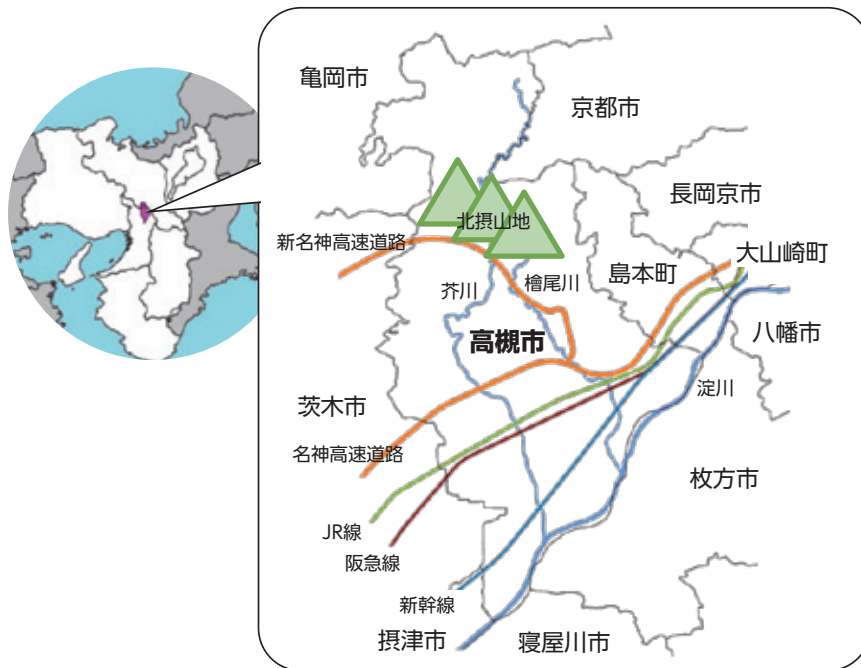 亀岡市
京都市
長岡京市
北摂山地
新名神高速道路
大山崎町
島本町
檜尾川
芥川
八幡市
高槻市
淀川
茨木市
名神高速道路
枚方市
JR線
阪急線
新幹線
摂津市
寝屋川市